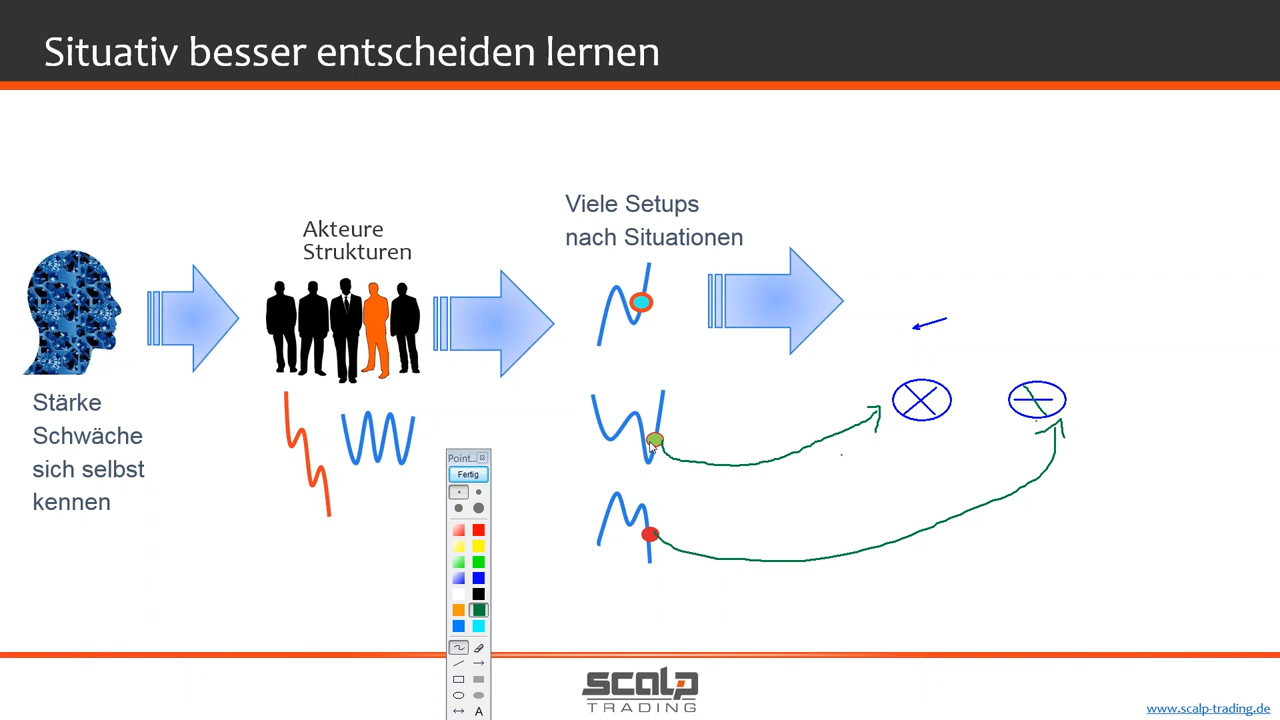 Situativ besser entscheiden lernen
Akteure
Strukturen
Viele Setups
nach Situationen
Stärke
Schwäche
sich selbst
kennen
Point...
Fertig
A
scalp
TRADING
www.scalp-trading.de